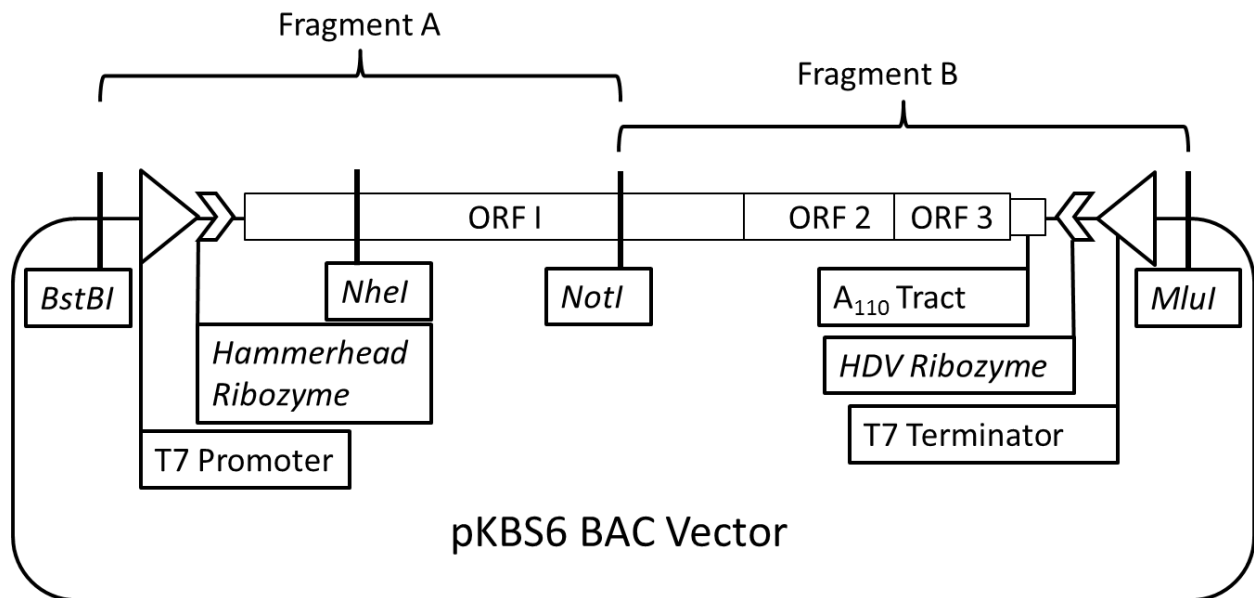 Fragment A
Fragment B
ORF I
ORF 2
ORF 3
BstBI
NheI
NotI
A110 Tract
MluI
Hammerhead
Ribozyme
HDV Ribozyme
T7 Promoter
T7 Terminator
pKBS6 BAC Vector